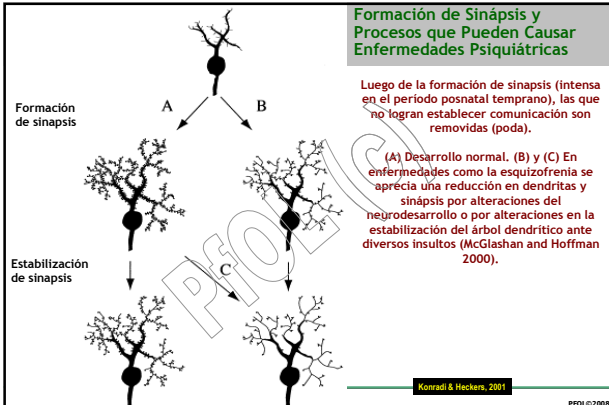 Formación de Sinápsis y
Procesos que Pueden Causar
Enfermedades Psiquiátricas
Luego de la formación de sinapsis (intensa
en el período posnatal temprano), las que
no logran establecer comunicación son
removidas (poda).
(A) Desarrollo normal. (B) y (C) En
enfermedades como la esquizofrenia se
aprecia una reducción en dendritas y
sinápsis por alteraciones del
neurodesarrollo o por alteraciones en la
estabilización del árbol dendrítico ante
diversos insultos (McGlashan and Hoffman
2000).
Formación
de sinapsis
A
B
Estabilización
de sinapsis
C
PfOL(c)
Konradi & Heckers, 2001
PFOL©2008